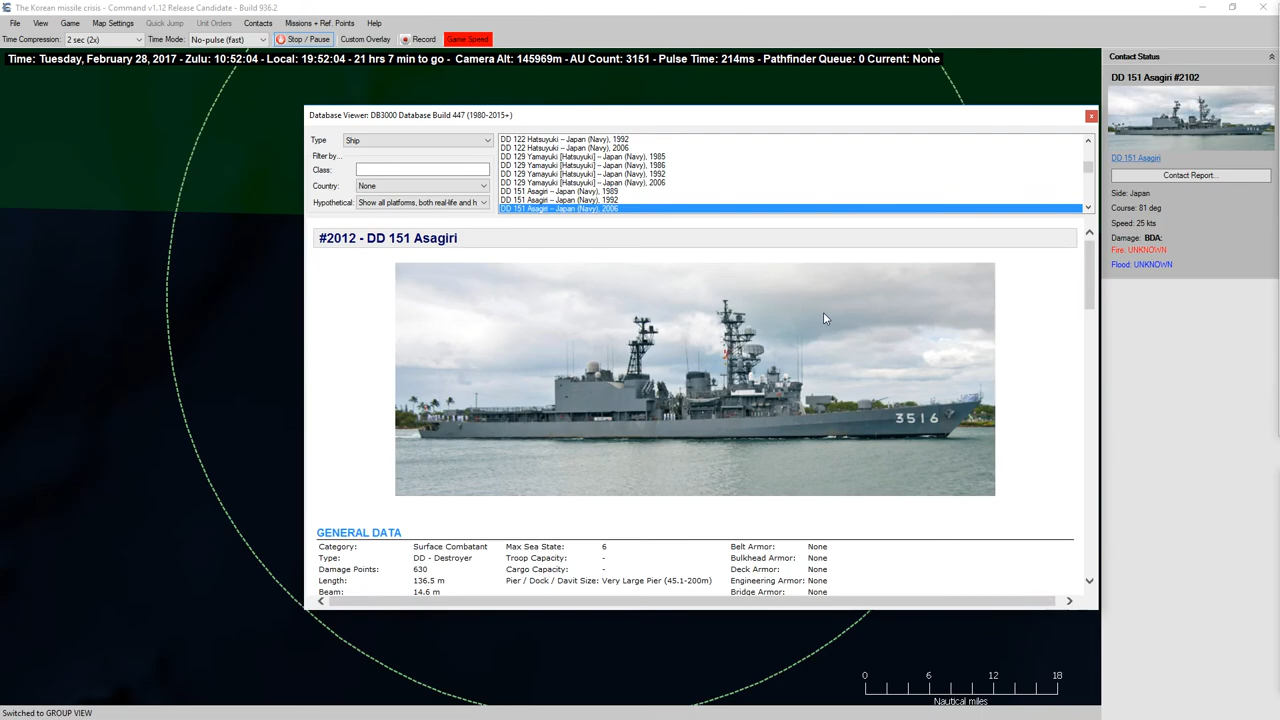 The Korean missile crisis - Command v1.12 Release Candidate - Build 936.2
File View Game Map Settings Quick Jump Unit Orders Contacts Missions + Ref. Points Help
Time Compression: 2 sec (2x) Time Mode: No-pulse (fast) Stop / Pause Custom Overlay Record Game Speed
Time: Tuesday, February 28, 2017 - Zulu: 10:52:04 - Local: 19:52:04 - 21 hrs 7 min to go - Camera Alt: 145969m - AU Count: 3151 - Pulse Time: 214ms - Pathfinder Queue: 0 Current: None
Contact Status
DD 151 Asagiri #2102
DD 151 Asagiri
Contact Report...
Side: Japan
Course: 81 deg
Speed: 25 kts
Damage: BDA:
Fire: UNKNOWN
Flood: UNKNOWN
Database Viewer: DB3000 Database Build 447 (1980-2015+)
Type Ship
Filter by...
Class:
Country: None
Hypothetical: Show all platforms, both real-life and h
DD 122 Hatsuyuki -- Japan (Navy), 1992
DD 122 Hatsuyuki -- Japan (Navy), 2006
DD 129 Yamayuki [Hatsuyuki] -- Japan (Navy), 1985
DD 129 Yamayuki [Hatsuyuki] -- Japan (Navy), 1986
DD 129 Yamayuki [Hatsuyuki] -- Japan (Navy), 1992
DD 129 Yamayuki [Hatsuyuki] -- Japan (Navy), 2006
DD 151 Asagiri -- Japan (Navy), 1989
DD 151 Asagiri -- Japan (Navy), 1992
DD 151 Asagiri -- Japan (Navy), 2006
#2012 - DD 151 Asagiri
3516
GENERAL DATA
Category: Surface Combatant Max Sea State: 6 Belt Armor: None
Type: DD - Destroyer Troop Capacity: - Bulkhead Armor: None
Damage Points: 630 Cargo Capacity: - Deck Armor: None
Length: 136.5 m Pier / Dock / Davit Size: Very Large Pier (45.1-200m) Engineering Armor: None
Beam: 14.6 m Bridge Armor: None
0 6 12 18
Nautical miles
Switched to GROUP VIEW